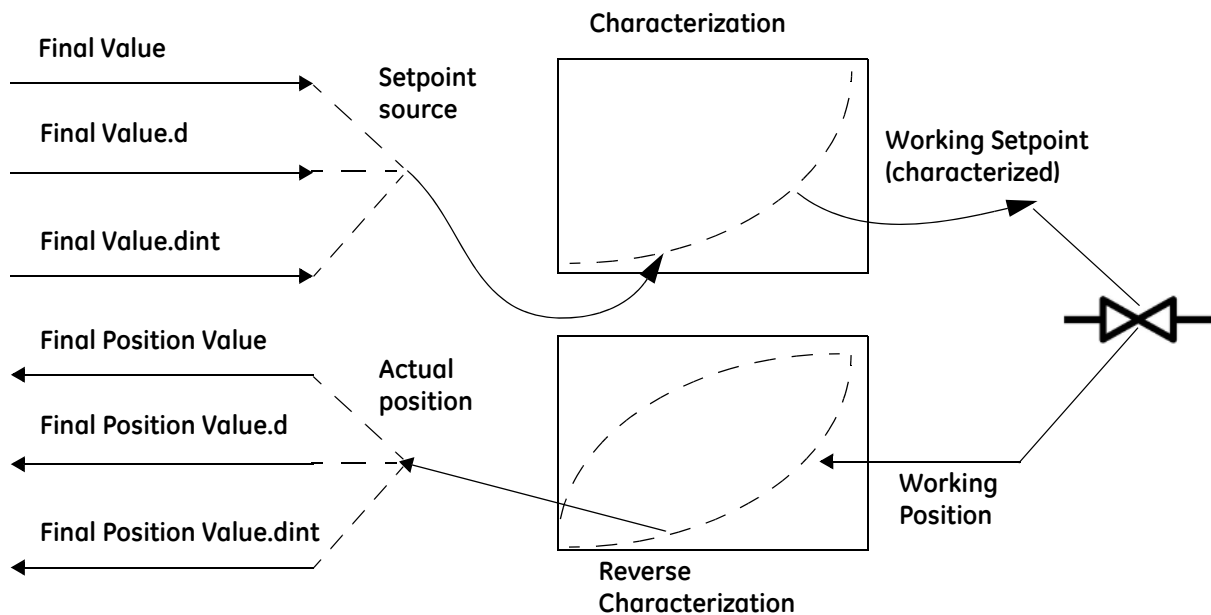 Characterization
Final Value
Setpoint
source
Final Value.d
Working Setpoint
(characterized)
Final Value.dint
Final Position Value
Actual
position
Final Position Value.d
Working
Position
Final Position Value.dint
Reverse
Characterization